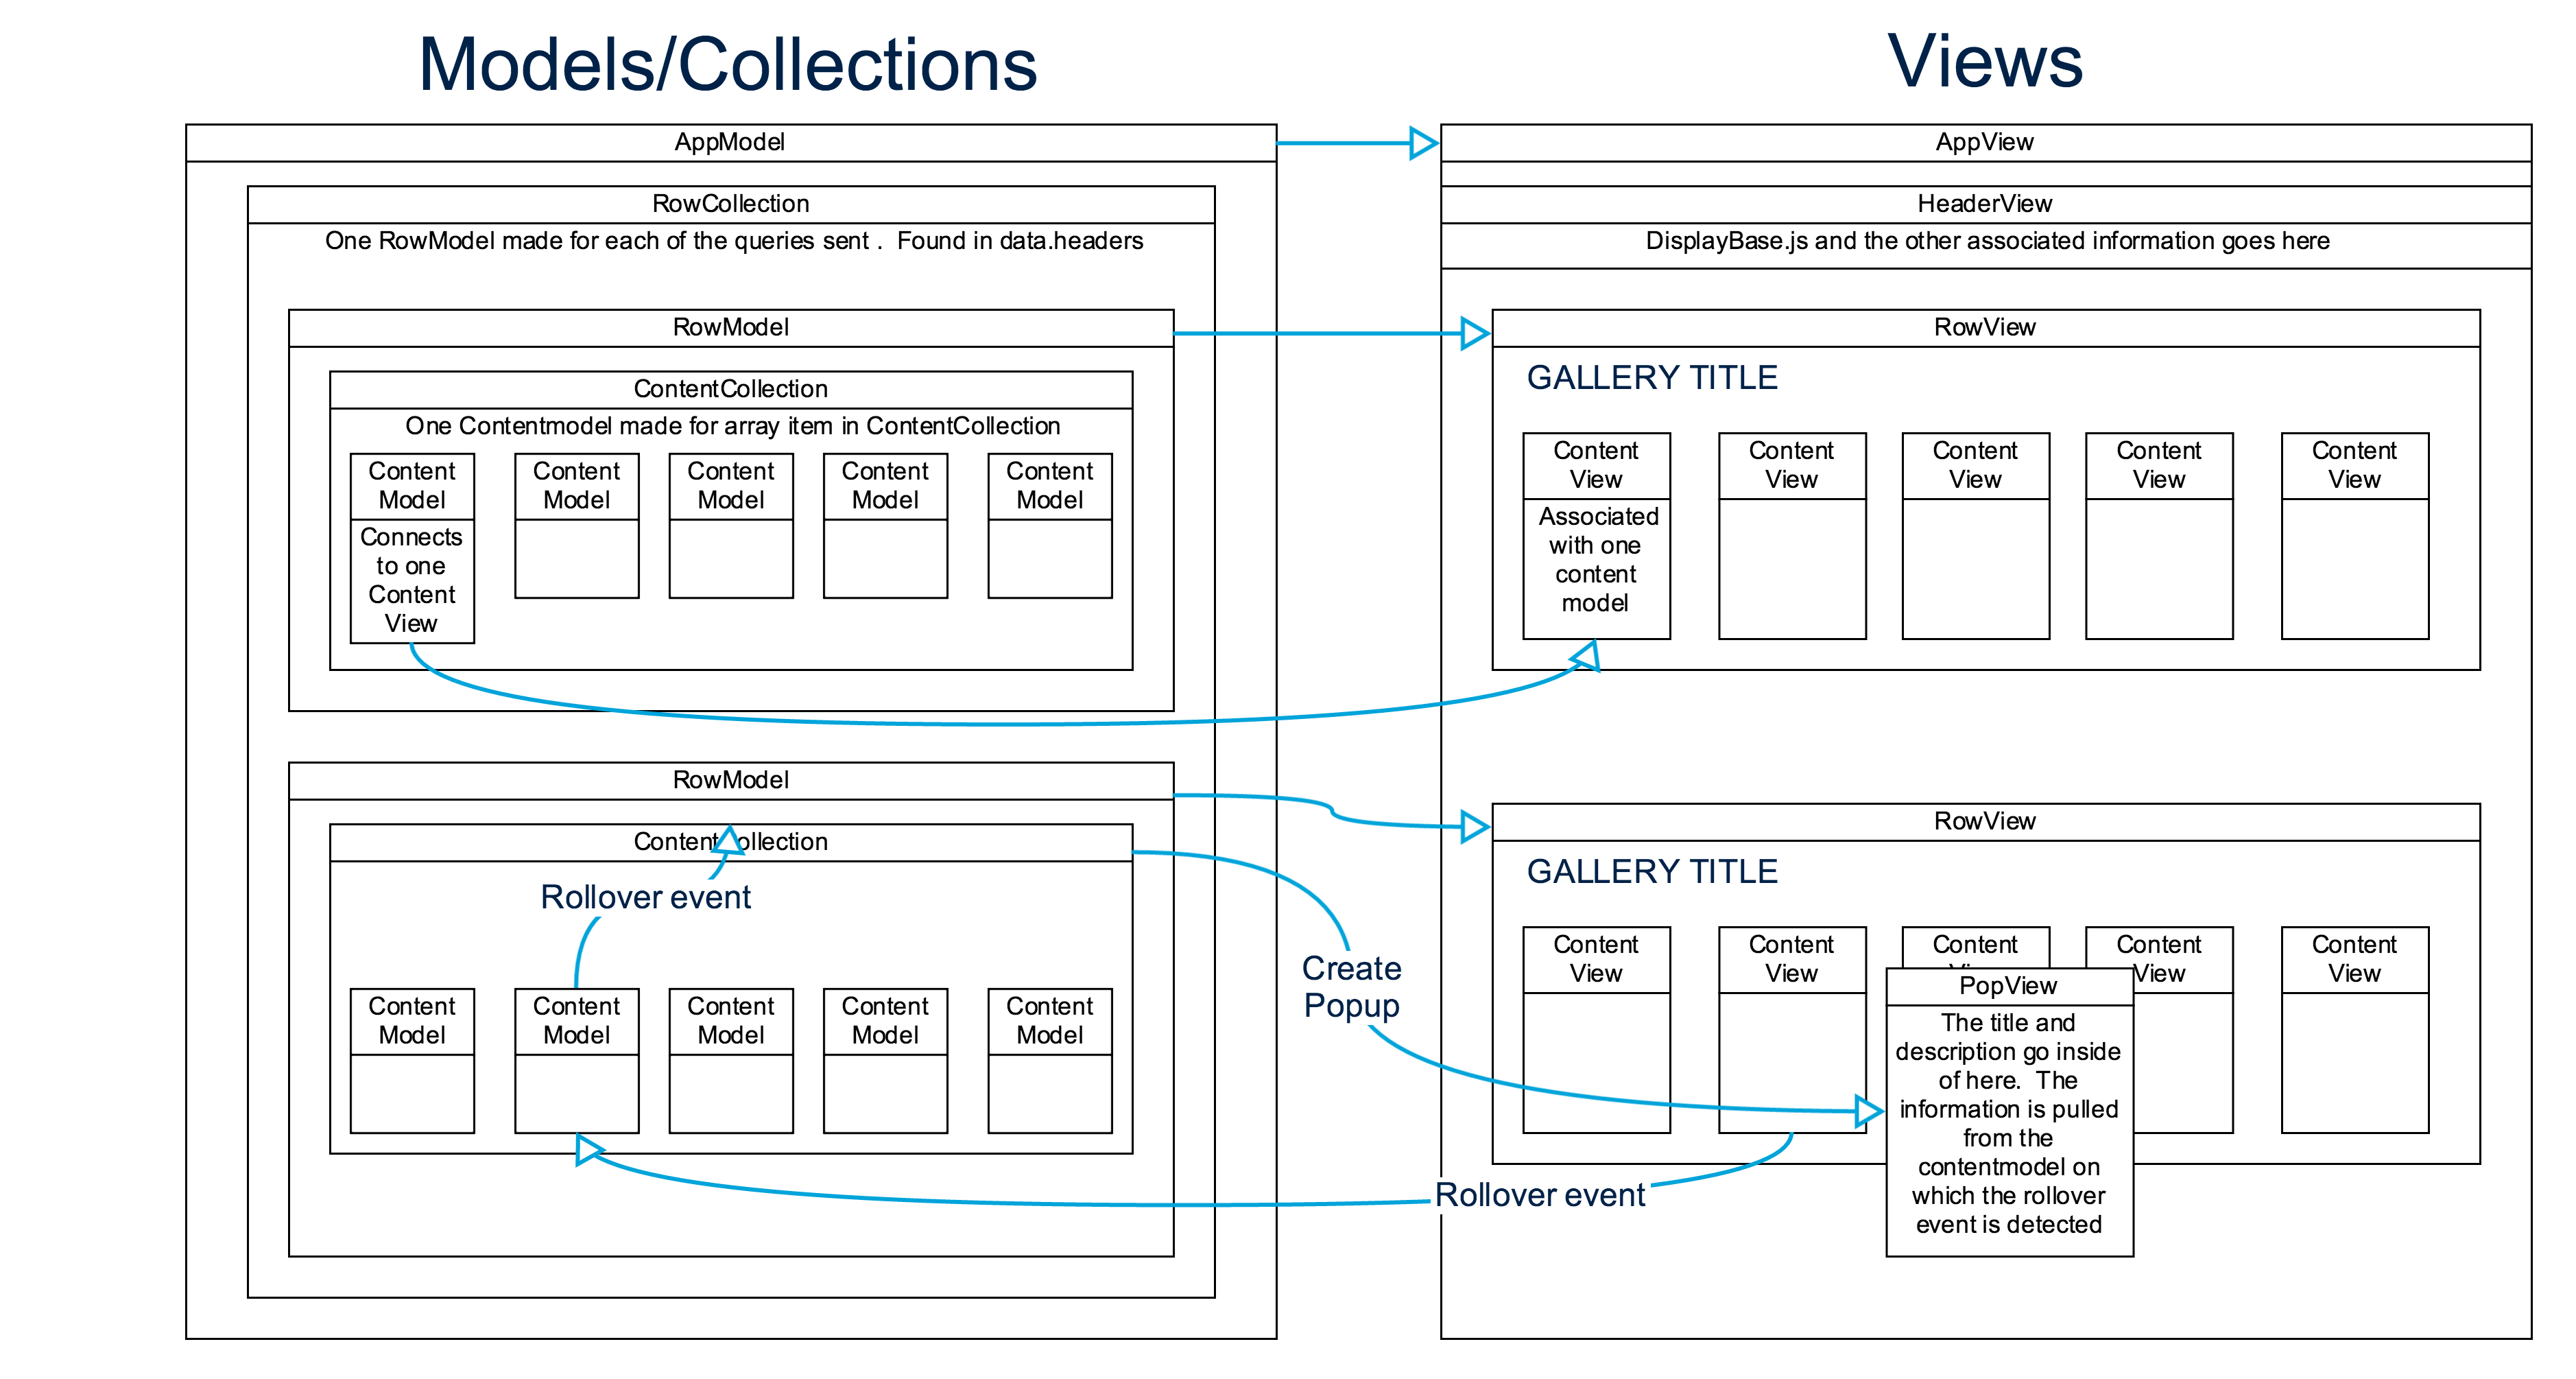 Models/Collections
Views
AppModel
RowCollection
One RowModel made for each of the queries sent .  Found in data.headers
RowModel
ContentCollection
One Contentmodel made for array item in ContentCollection
Content
Model
Connects
to one
Content
View
Content
Model
Content
Model
Content
Model
Content
Model
RowModel
Content ollection
Rollover event
Content
Model
Content
Model
Content
Model
Content
Model
Content
Model
Create
Popup
Rollover event
AppView
HeaderView
DisplayBase.js and the other associated information goes here
RowView
GALLERY TITLE
Content
View
Associated
with one
content
model
Content
View
Content
View
Content
View
Content
View
RowView
GALLERY TITLE
Content
View
Content
View
Content
Content
View
Content
View
PopView
The title and
description go inside
of here.  The
information is pulled
from the
contentmodel on
which the rollover
event is detected